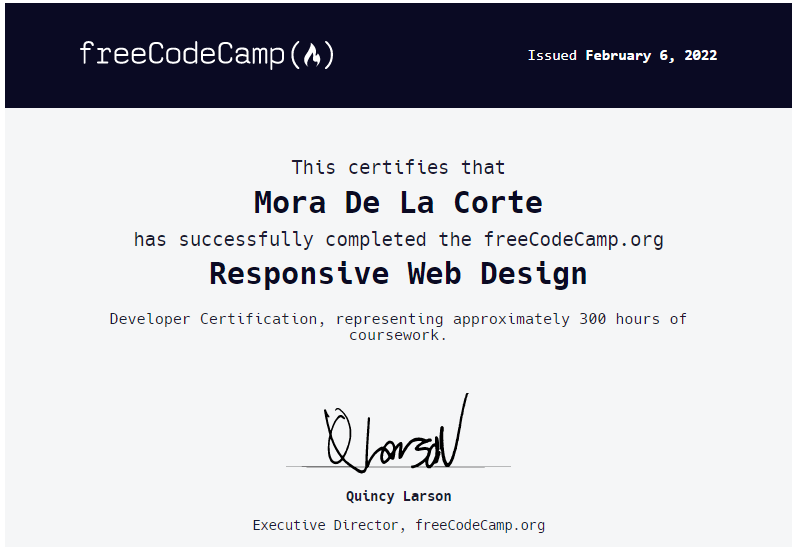 freeCodeCamp(🔥)
Issued February 6, 2022
This certifies that
Mora De La Corte
has successfully completed the freeCodeCamp.org
Responsive Web Design
Developer Certification, representing approximately 300 hours of
coursework.
Q Larson
Quincy Larson
Executive Director, freeCodeCamp.org